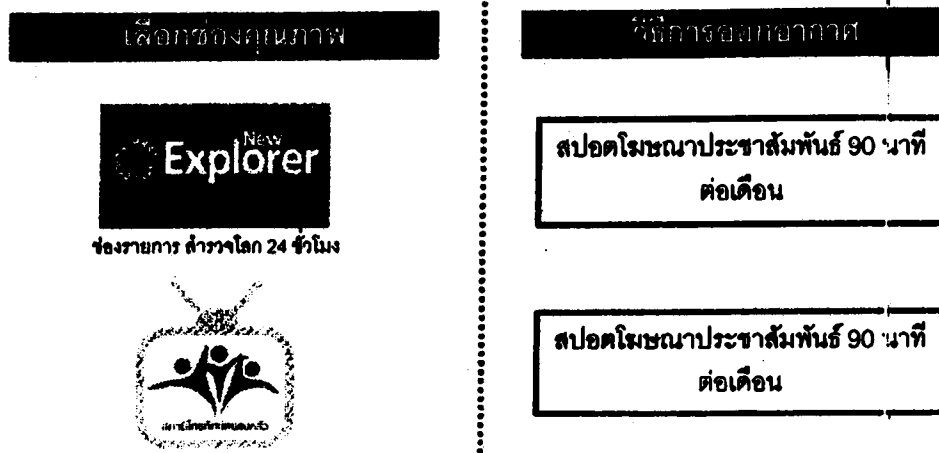 เลือกช่องคุณภาพ
New
Explorer
ช่องรายการ สำรวจโลก 24 ชั่วโมง
วิธีการออกอากาศ
สปอตโฆษณาประชาสัมพันธ์ 90 นาที
ต่อเดือน
สปอตโฆษณาประชาสัมพันธ์ 90 นาที
ต่อเดือน